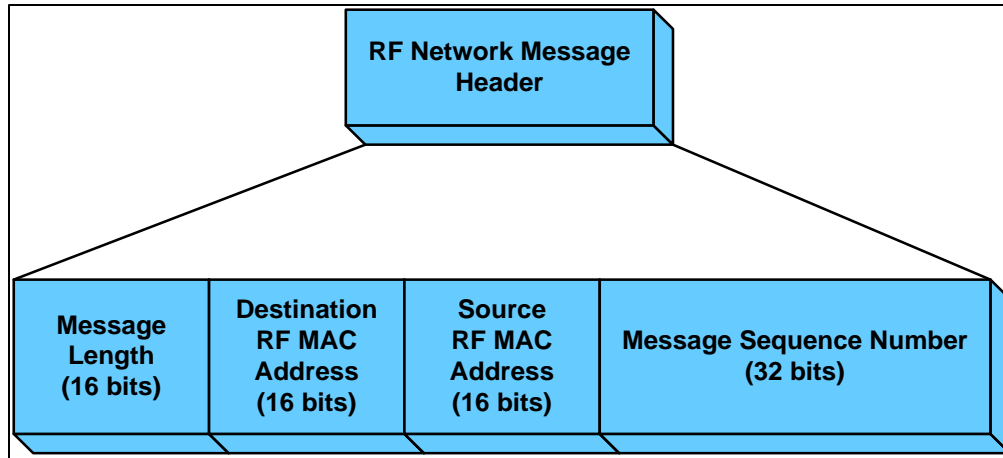 RF Network Message
Header
Message
Length
(16 bits)
Destination
RF MAC
Address
(16 bits)
Source
RF MAC
Address
(16 bits)
Message Sequence Number
(32 bits)